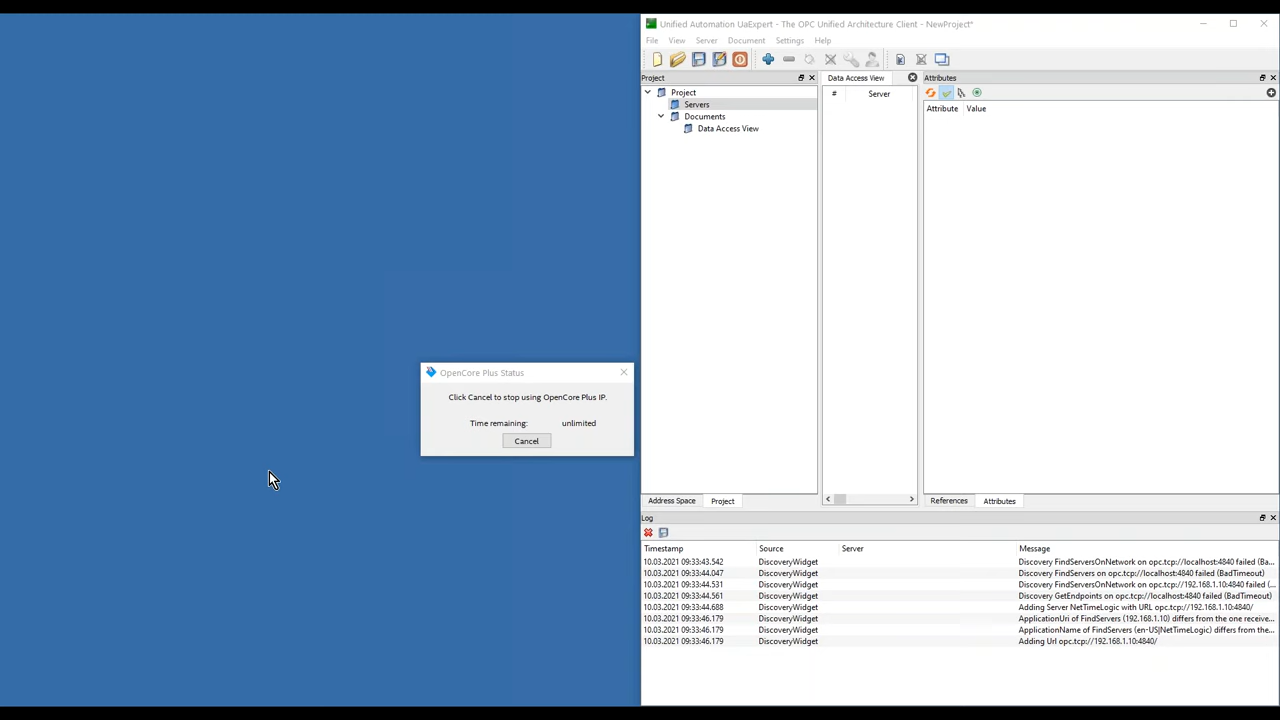 Unified Automation UaExpert - The OPC Unified Architecture Client - NewProject*
File View Server Document Settings Help
Project
Data Access View
Attributes
Project
Servers
Documents
Data Access View
# Server
Attribute Value
OpenCore Plus Status
Click Cancel to stop using OpenCore Plus IP.
Time remaining: unlimited
Cancel
Address Space Project
References Attributes
Log
Timestamp Source Server Message
10.03.2021 09:33:43.542 DiscoveryWidget Discovery FindServersOnNetwork on opc.tcp://localhost:4840 failed (Ba...
10.03.2021 09:33:44.047 DiscoveryWidget Discovery FindServers on opc.tcp://localhost:4840 failed (BadTimeout)
10.03.2021 09:33:44.531 DiscoveryWidget Discovery FindServersOnNetwork on opc.tcp://192.168.1.10:4840 failed (...
10.03.2021 09:33:44.561 DiscoveryWidget Discovery GetEndpoints on opc.tcp://localhost:4840 failed (BadTimeout)
10.03.2021 09:33:44.688 DiscoveryWidget Adding Server NetTimeLogic with URL opc.tcp://192.168.1.10:4840/
10.03.2021 09:33:46.179 DiscoveryWidget ApplicationUri of FindServers (192.168.1.10) differs from the one receive...
10.03.2021 09:33:46.179 DiscoveryWidget ApplicationName of FindServers (en-US|NetTimeLogic) differs from the...
10.03.2021 09:33:46.179 DiscoveryWidget Adding Url opc.tcp://192.168.1.10:4840/